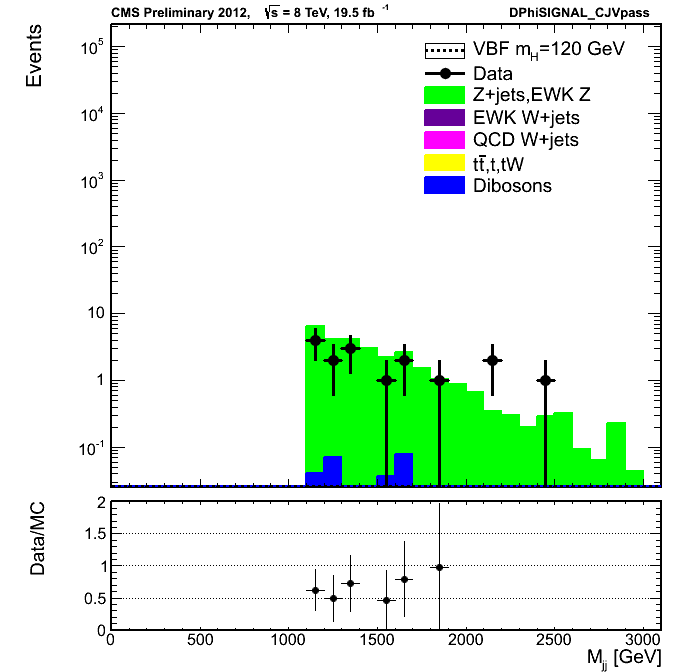 CMS Preliminary 2012, √s = 8 TeV, 19.5 fb⁻¹ DPhiSIGNAL_CJVpass
Events
10⁵
10⁴
10³
10²
10
1
10⁻¹
VBF m_H=120 GeV
Data
Z+jets,EWK Z
EWK W+jets
QCD W+jets
tt̄,t,tW
Dibosons
Data/MC
2
1.5
1
0.5
0
0 500 1000 1500 2000 2500 3000
M_jj [GeV]